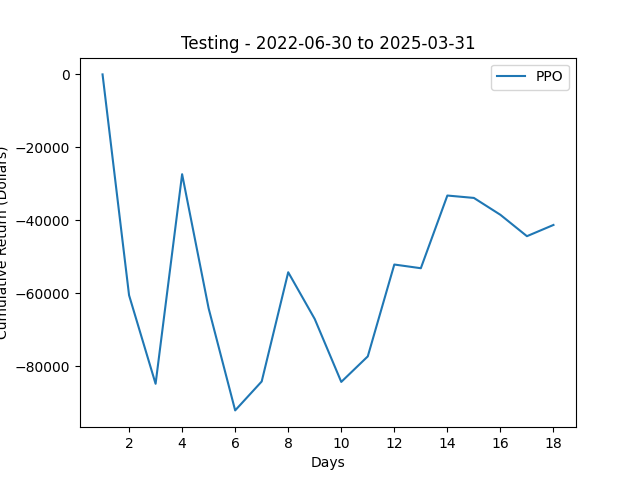 Testing - 2022-06-30 to 2025-03-31
PPO
Cumulative Return (Dollars)
0
−20000
−40000
−60000
−80000
2 4 6 8 10 12 14 16 18
Days